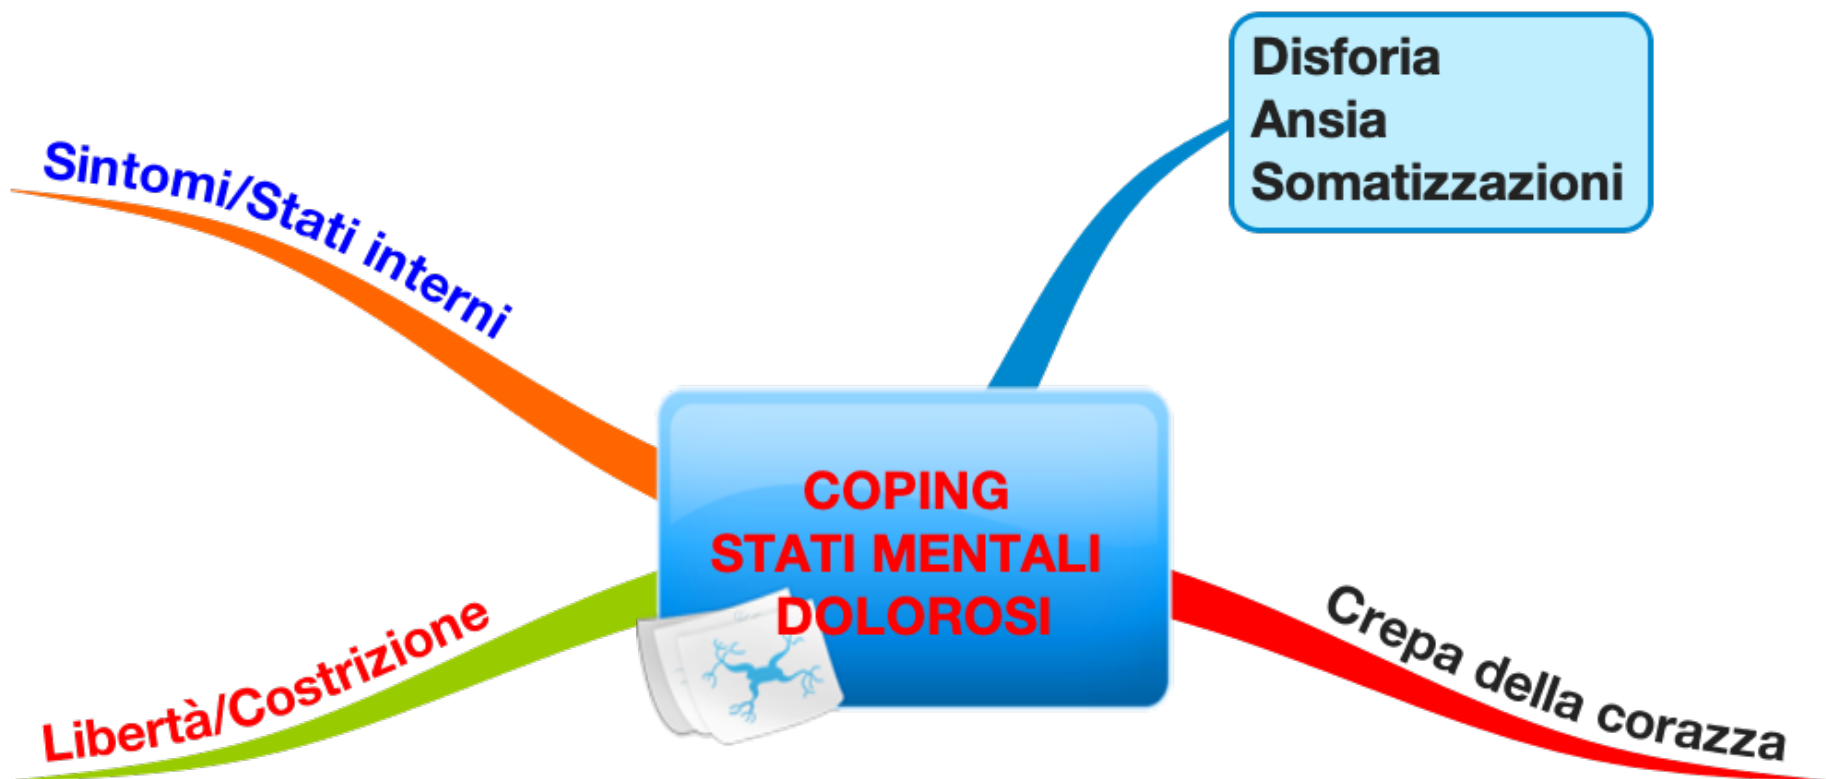 Disforia
Ansia
Somatizzazioni
Sintomi/Stati interni
COPING
STATI MENTALI
DOLOROSI
Libertà/Costrizione
Crepa della corazza